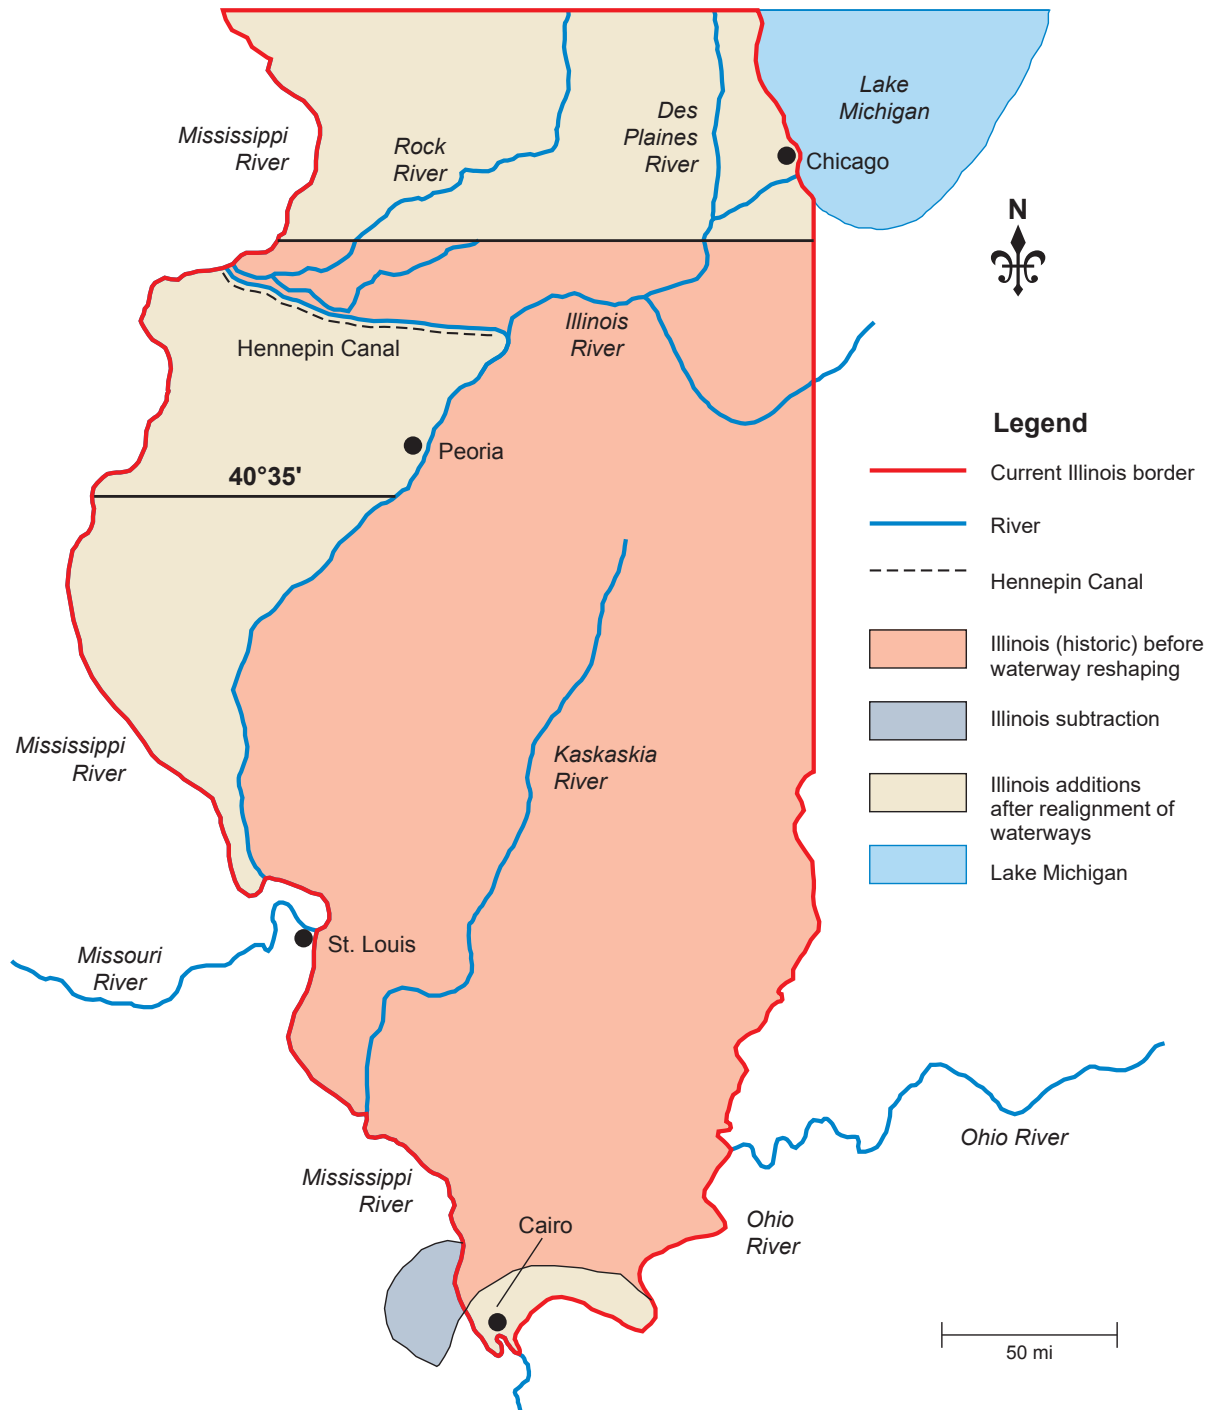 Lake
Michigan
Des
Plaines
River
Mississippi
River
Rock
River
Chicago
N
Illinois
River
Hennepin Canal
Peoria
40°35'
Legend
Current Illinois border
River
Hennepin Canal
Illinois (historic) before
waterway reshaping
Illinois subtraction
Illinois additions
after realignment of
waterways
Lake Michigan
Mississippi
River
Kaskaskia
River
St. Louis
Missouri
River
Ohio River
Mississippi
River
Cairo
Ohio
River
50 mi